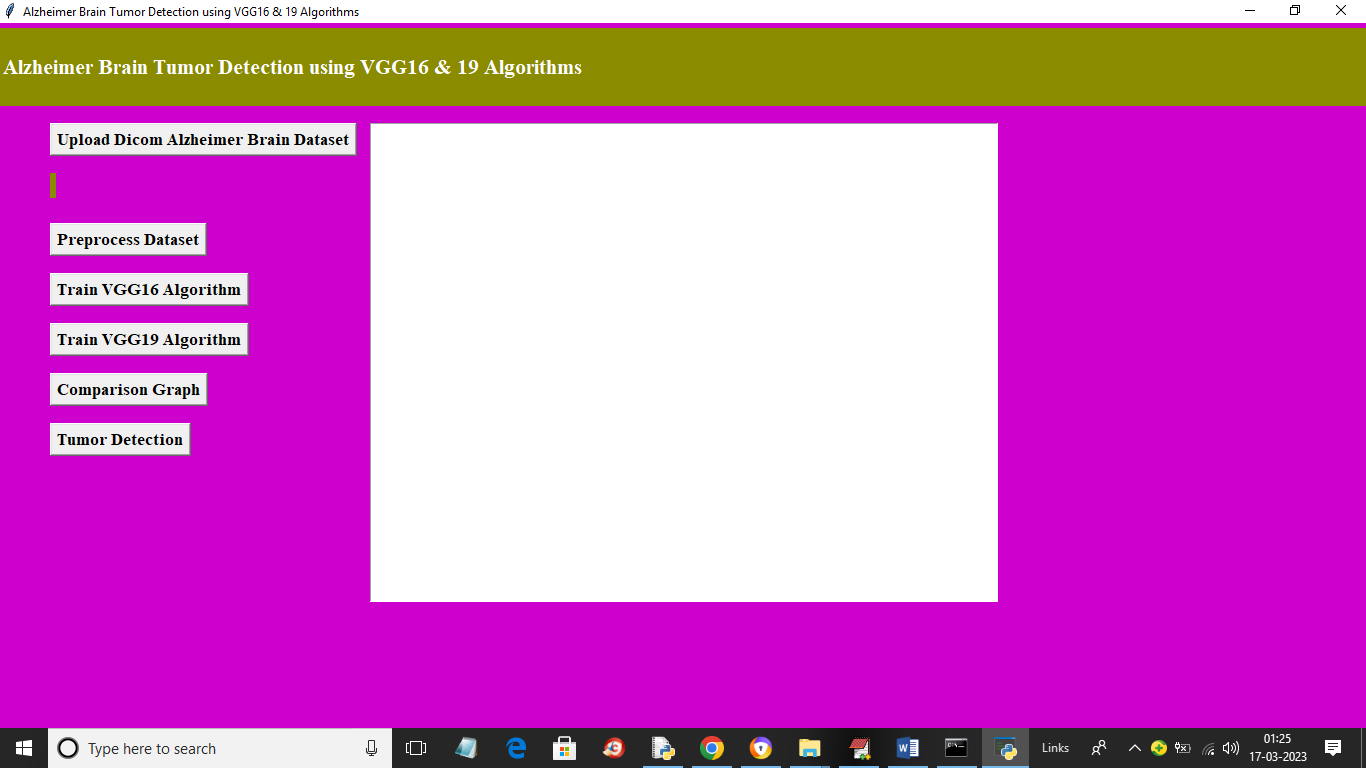 Alzheimer Brain Tumor Detection using VGG16 & 19 Algorithms
Alzheimer Brain Tumor Detection using VGG16 & 19 Algorithms
Upload Dicom Alzheimer Brain Dataset
Preprocess Dataset
Train VGG16 Algorithm
Train VGG19 Algorithm
Comparison Graph
Tumor Detection
Type here to search
Links
01:25
17-03-2023